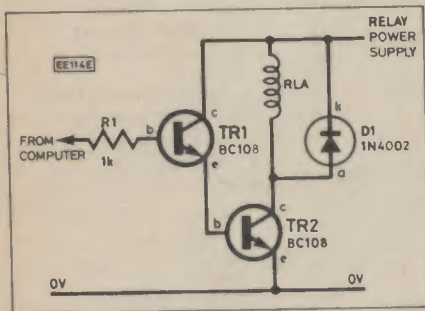 RELAY
POWER
SUPPLY
EE114E
RLA
R1
b
c
TR1
BC108
k
D1
1N4002
FROM
COMPUTER
1k
e
a
b
c
TR2
BC108
e
0V
0V